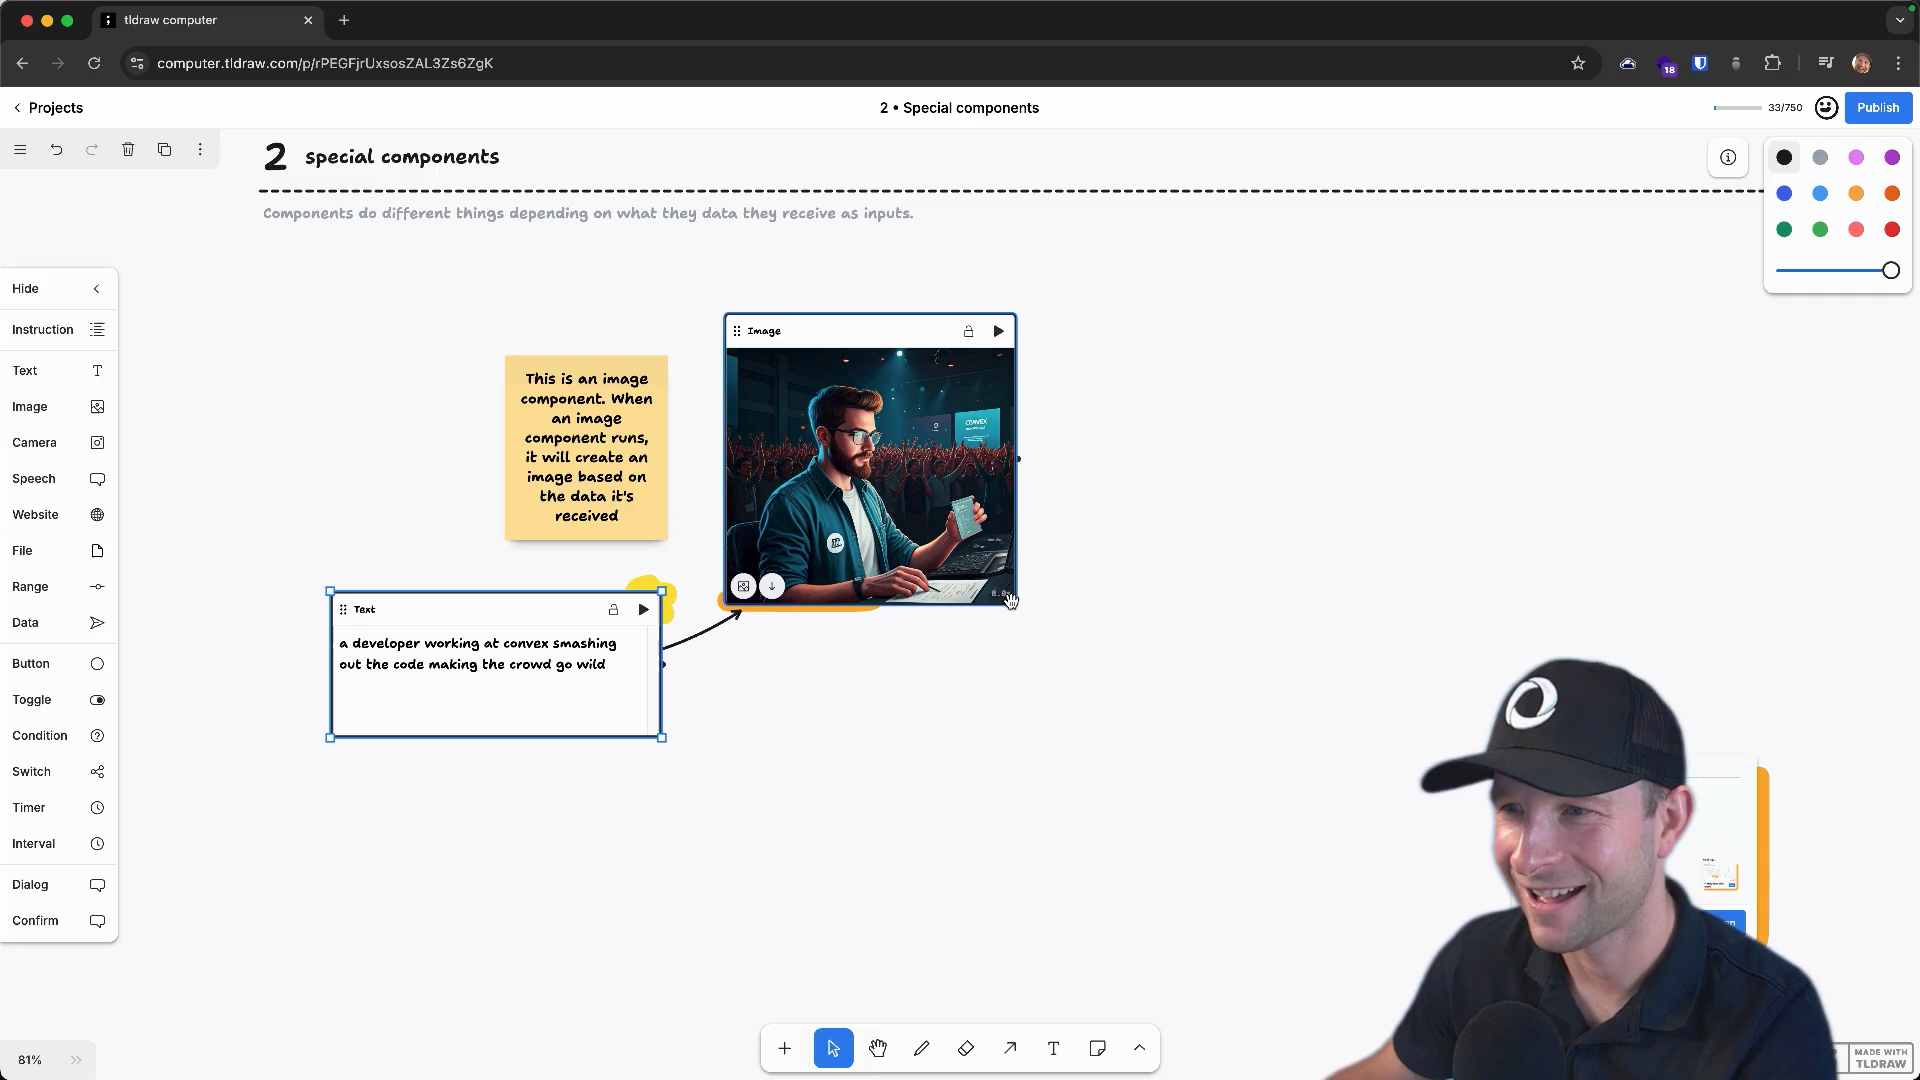 tldraw computer
computer.tldraw.com/p/rPEGFjrUxsosZAL3Zs6ZgK
18
Projects
2 • Special components
33/750
Publish
2 special components
Components do different things depending on what they data they receive as inputs.
Hide
Instruction
Text
Image
Camera
Speech
Website
File
Range
Data
Button
Toggle
Condition
Switch
Timer
Interval
Dialog
Confirm
This is an image
component. When
an image
component runs,
it will create an
image based on
the data it's
received
Image
CONVEX
Text
a developer working at convex smashing
out the code making the crowd go wild
81%
MADE WITH
TLDRAW